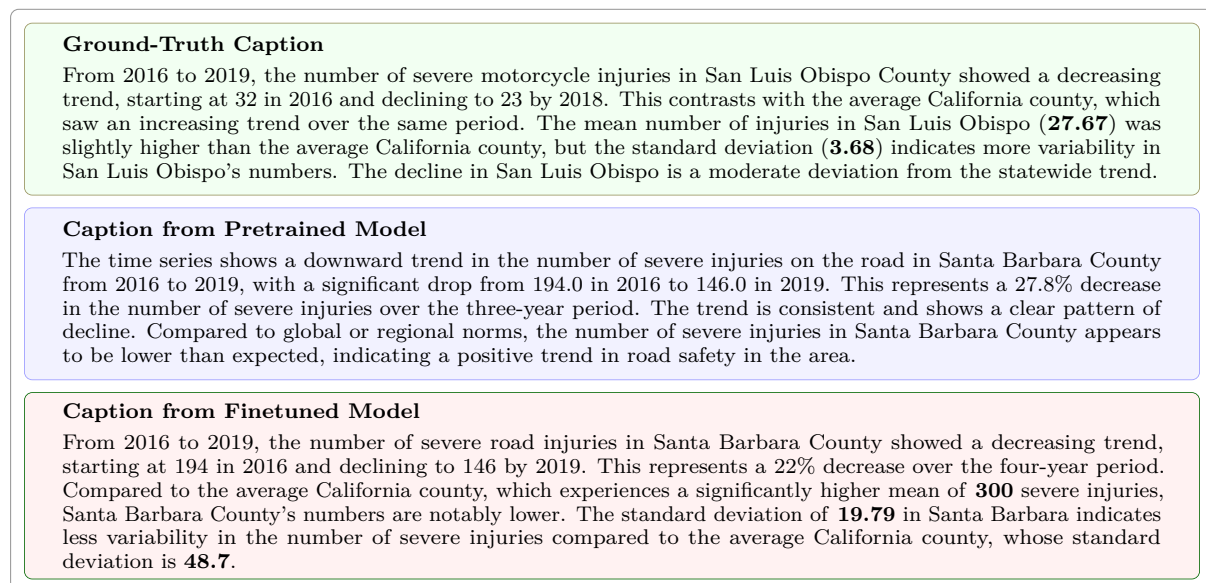 Ground-Truth Caption
From 2016 to 2019, the number of severe motorcycle injuries in San Luis Obispo County showed a decreasing
trend, starting at 32 in 2016 and declining to 23 by 2018. This contrasts with the average California county, which
saw an increasing trend over the same period. The mean number of injuries in San Luis Obispo (27.67) was
slightly higher than the average California county, but the standard deviation (3.68) indicates more variability in
San Luis Obispo's numbers. The decline in San Luis Obispo is a moderate deviation from the statewide trend.
Caption from Pretrained Model
The time series shows a downward trend in the number of severe injuries on the road in Santa Barbara County
from 2016 to 2019, with a significant drop from 194.0 in 2016 to 146.0 in 2019. This represents a 27.8% decrease
in the number of severe injuries over the three-year period. The trend is consistent and shows a clear pattern of
decline. Compared to global or regional norms, the number of severe injuries in Santa Barbara County appears
to be lower than expected, indicating a positive trend in road safety in the area.
Caption from Finetuned Model
From 2016 to 2019, the number of severe road injuries in Santa Barbara County showed a decreasing trend,
starting at 194 in 2016 and declining to 146 by 2019. This represents a 22% decrease over the four-year period.
Compared to the average California county, which experiences a significantly higher mean of 300 severe injuries,
Santa Barbara County's numbers are notably lower. The standard deviation of 19.79 in Santa Barbara indicates
less variability in the number of severe injuries compared to the average California county, whose standard
deviation is 48.7.